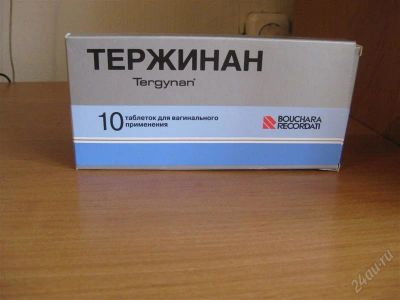 ТЕРЖИНАН
Tergynan®
10 таблеток для вагинального
применения
BOUCHARA
RECORDATI
24au.ru